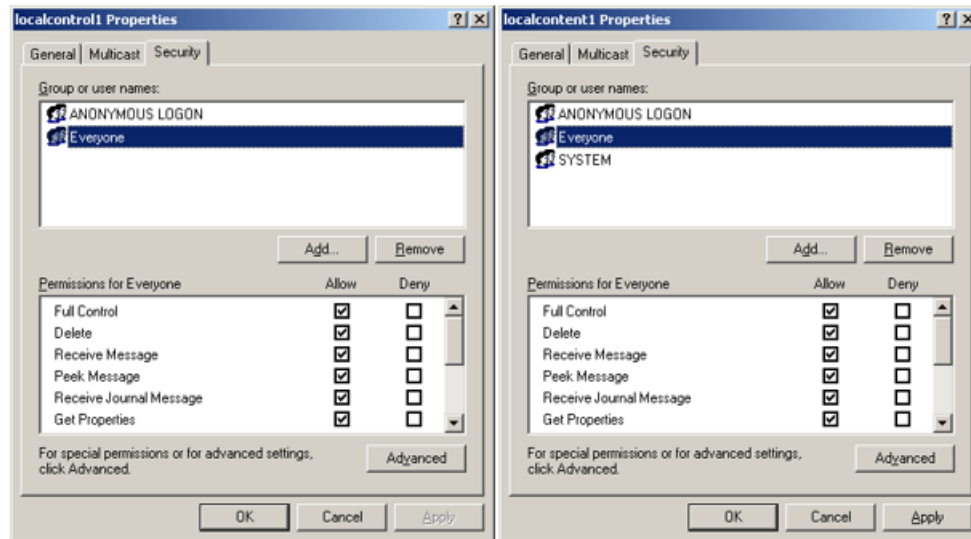 localcontrol1 Properties
General Multicast Security
Group or user names:
ANONYMOUS LOGON
Everyone
Add... Remove
Permissions for Everyone Allow Deny
Full Control
Delete
Receive Message
Peek Message
Receive Journal Message
Get Properties
For special permissions or for advanced settings,
click Advanced.
Advanced
OK Cancel Apply
localcontent1 Properties
General Multicast Security
Group or user names:
ANONYMOUS LOGON
Everyone
SYSTEM
Add... Remove
Permissions for Everyone Allow Deny
Full Control
Delete
Receive Message
Peek Message
Receive Journal Message
Get Properties
For special permissions or for advanced settings,
click Advanced.
Advanced
OK Cancel Apply